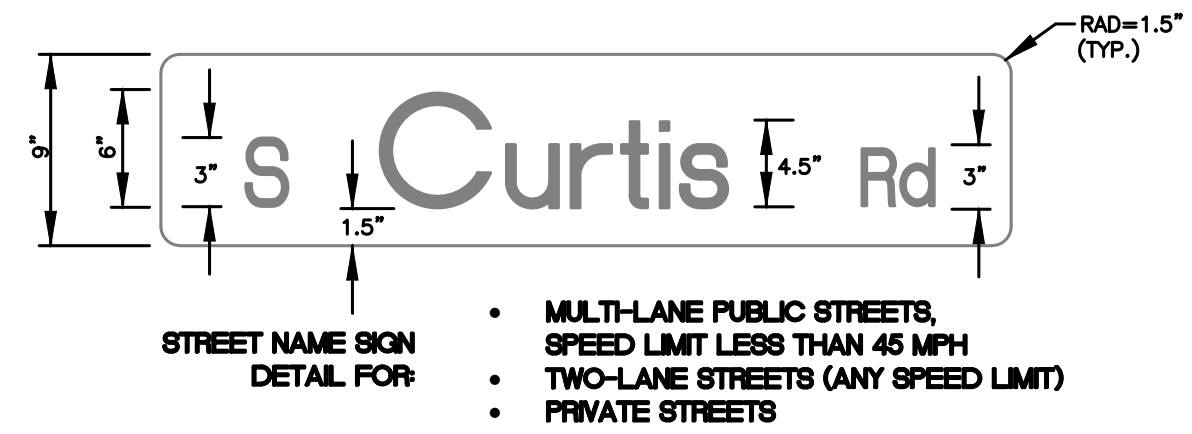 RAD=1.5”
(TYP.)
9”
6”
3”
S
Curtis
4.5”
Rd
3”
1.5”
STREET NAME SIGN
DETAIL FOR:
• MULTI-LANE PUBLIC STREETS,
SPEED LIMIT LESS THAN 45 MPH
• TWO-LANE STREETS (ANY SPEED LIMIT)
• PRIVATE STREETS